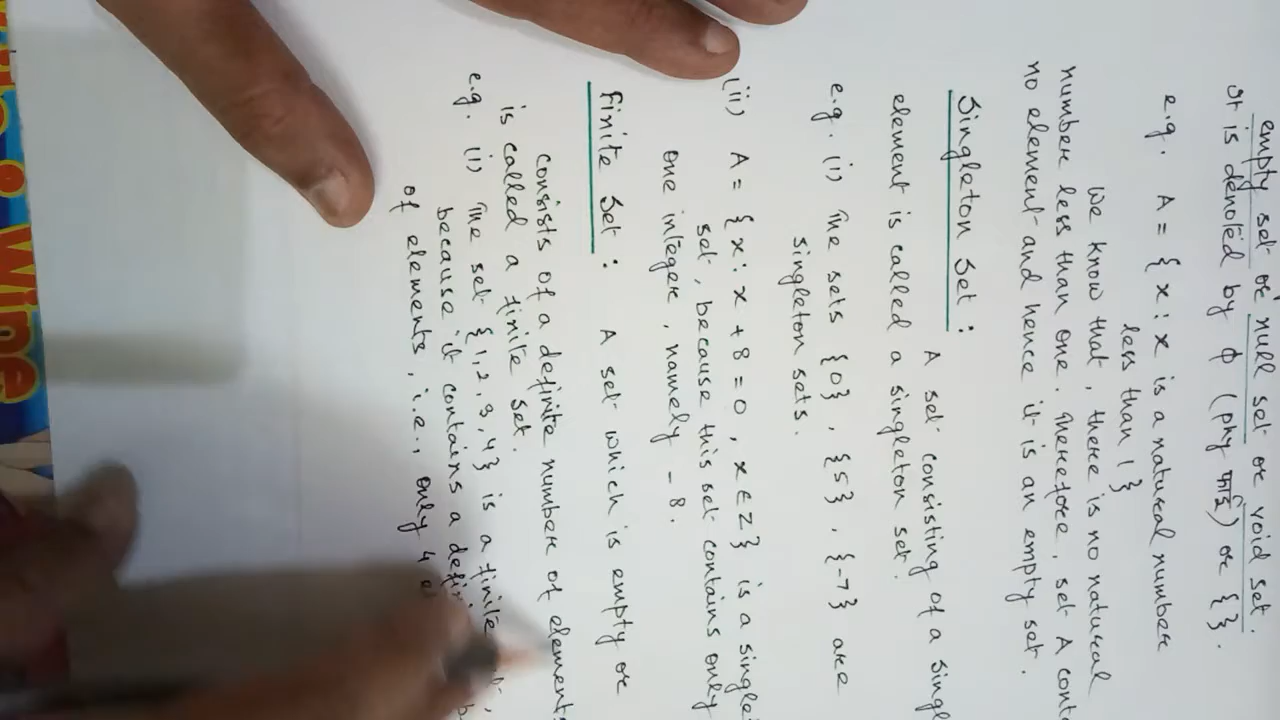 empty set or null set or void set.
or is denoted by ϕ (phy फाई) or { }.
e.g. A = { x : x is a natural number
less than 1 }
We know that, there is no natural
number less than one. Therefore, set A
no element and hence it is an empty set.
Singleton Set :
A set consisting of a
element is called a singleton set.
e.g. (i) The sets {0}, {5}, {-7} are
singleton sets.
(ii) A = { x : x + 8 = 0, x ∈ Z } is a
set, because this set contains only
one integer, namely - 8.
Finite Set : A set which is empty or
consists of a definite number of elements
is called a finite set.
e.g. (i) The set {1, 2, 3, 4} is a finite
because it contains a
of elements, i.e., only 4